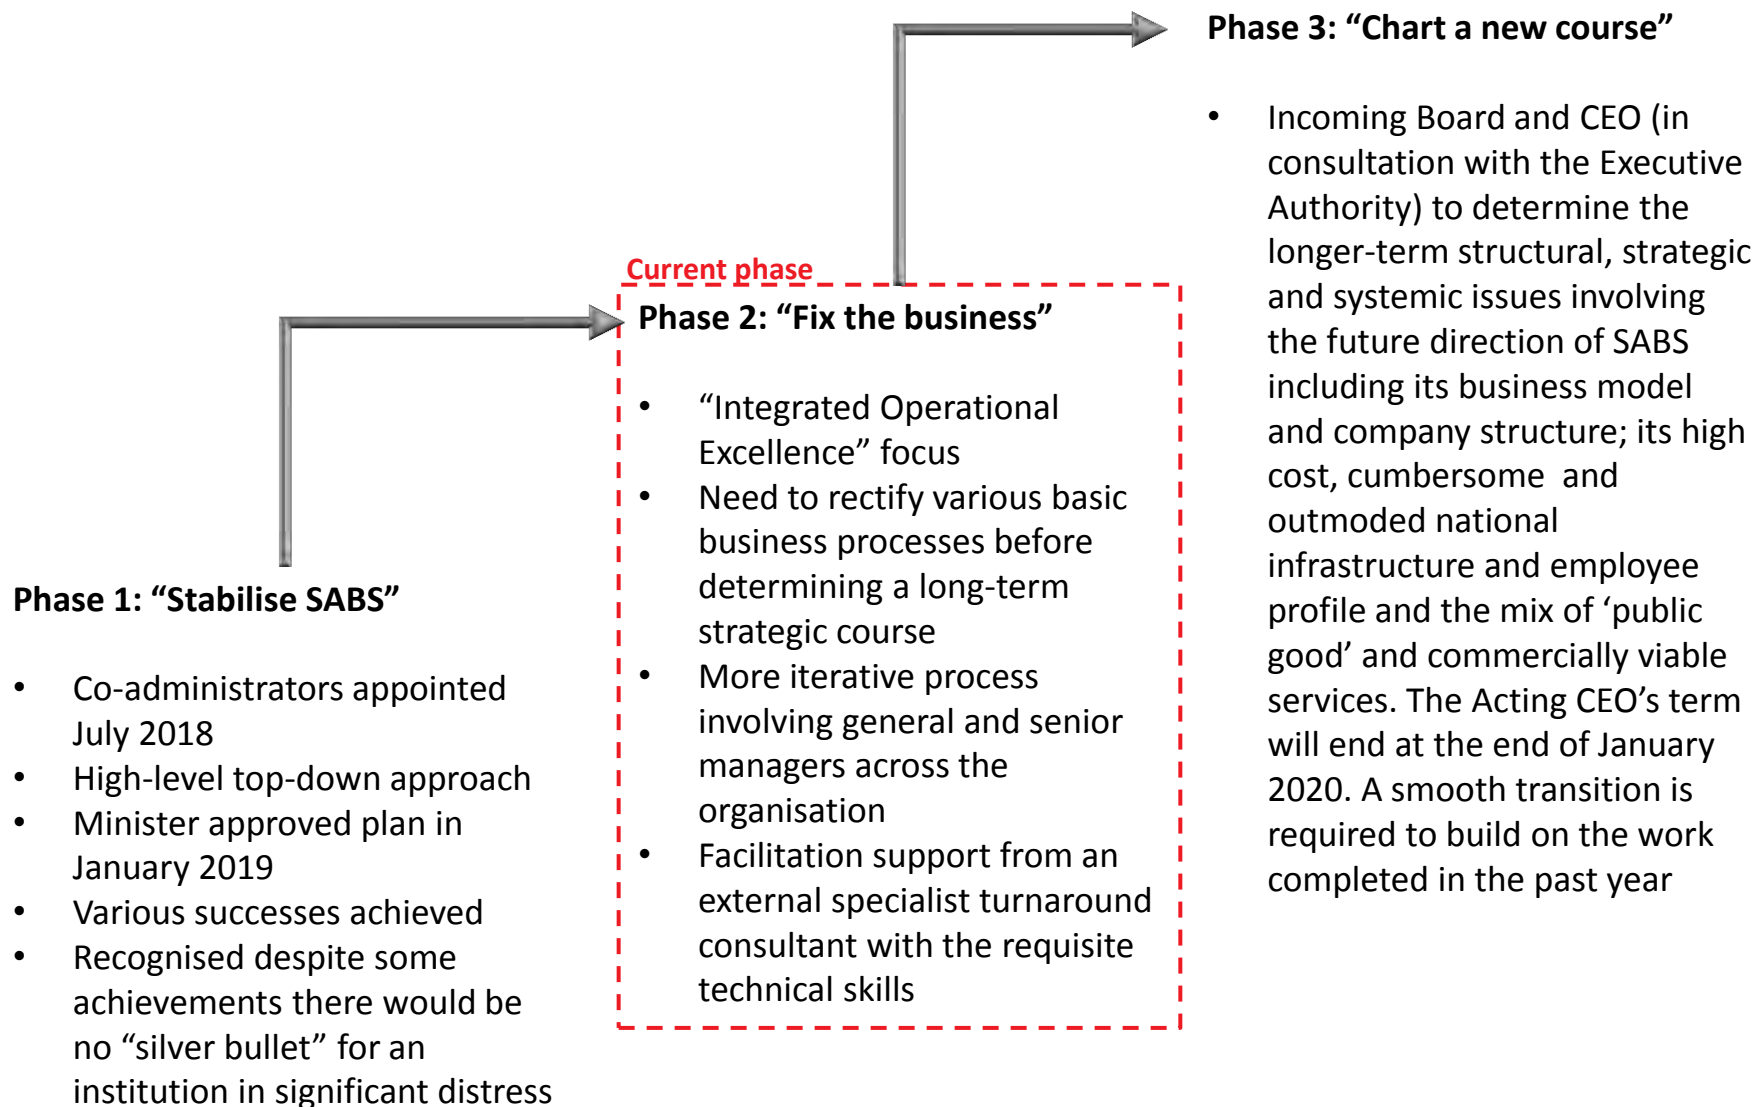 Phase 1: “Stabilise SABS”
• Co-administrators appointed
July 2018
• High-level top-down approach
• Minister approved plan in
January 2019
• Various successes achieved
• Recognised despite some
achievements there would be
no “silver bullet” for an
institution in significant distress
Current phase
Phase 2: “Fix the business”
• “Integrated Operational
Excellence” focus
• Need to rectify various basic
business processes before
determining a long-term
strategic course
• More iterative process
involving general and senior
managers across the
organisation
• Facilitation support from an
external specialist turnaround
consultant with the requisite
technical skills
Phase 3: “Chart a new course”
• Incoming Board and CEO (in
consultation with the Executive
Authority) to determine the
longer-term structural, strategic
and systemic issues involving
the future direction of SABS
including its business model
and company structure; its high
cost, cumbersome  and
outmoded national
infrastructure and employee
profile and the mix of ‘public
good’ and commercially viable
services. The Acting CEO’s term
will end at the end of January
2020. A smooth transition is
required to build on the work
completed in the past year